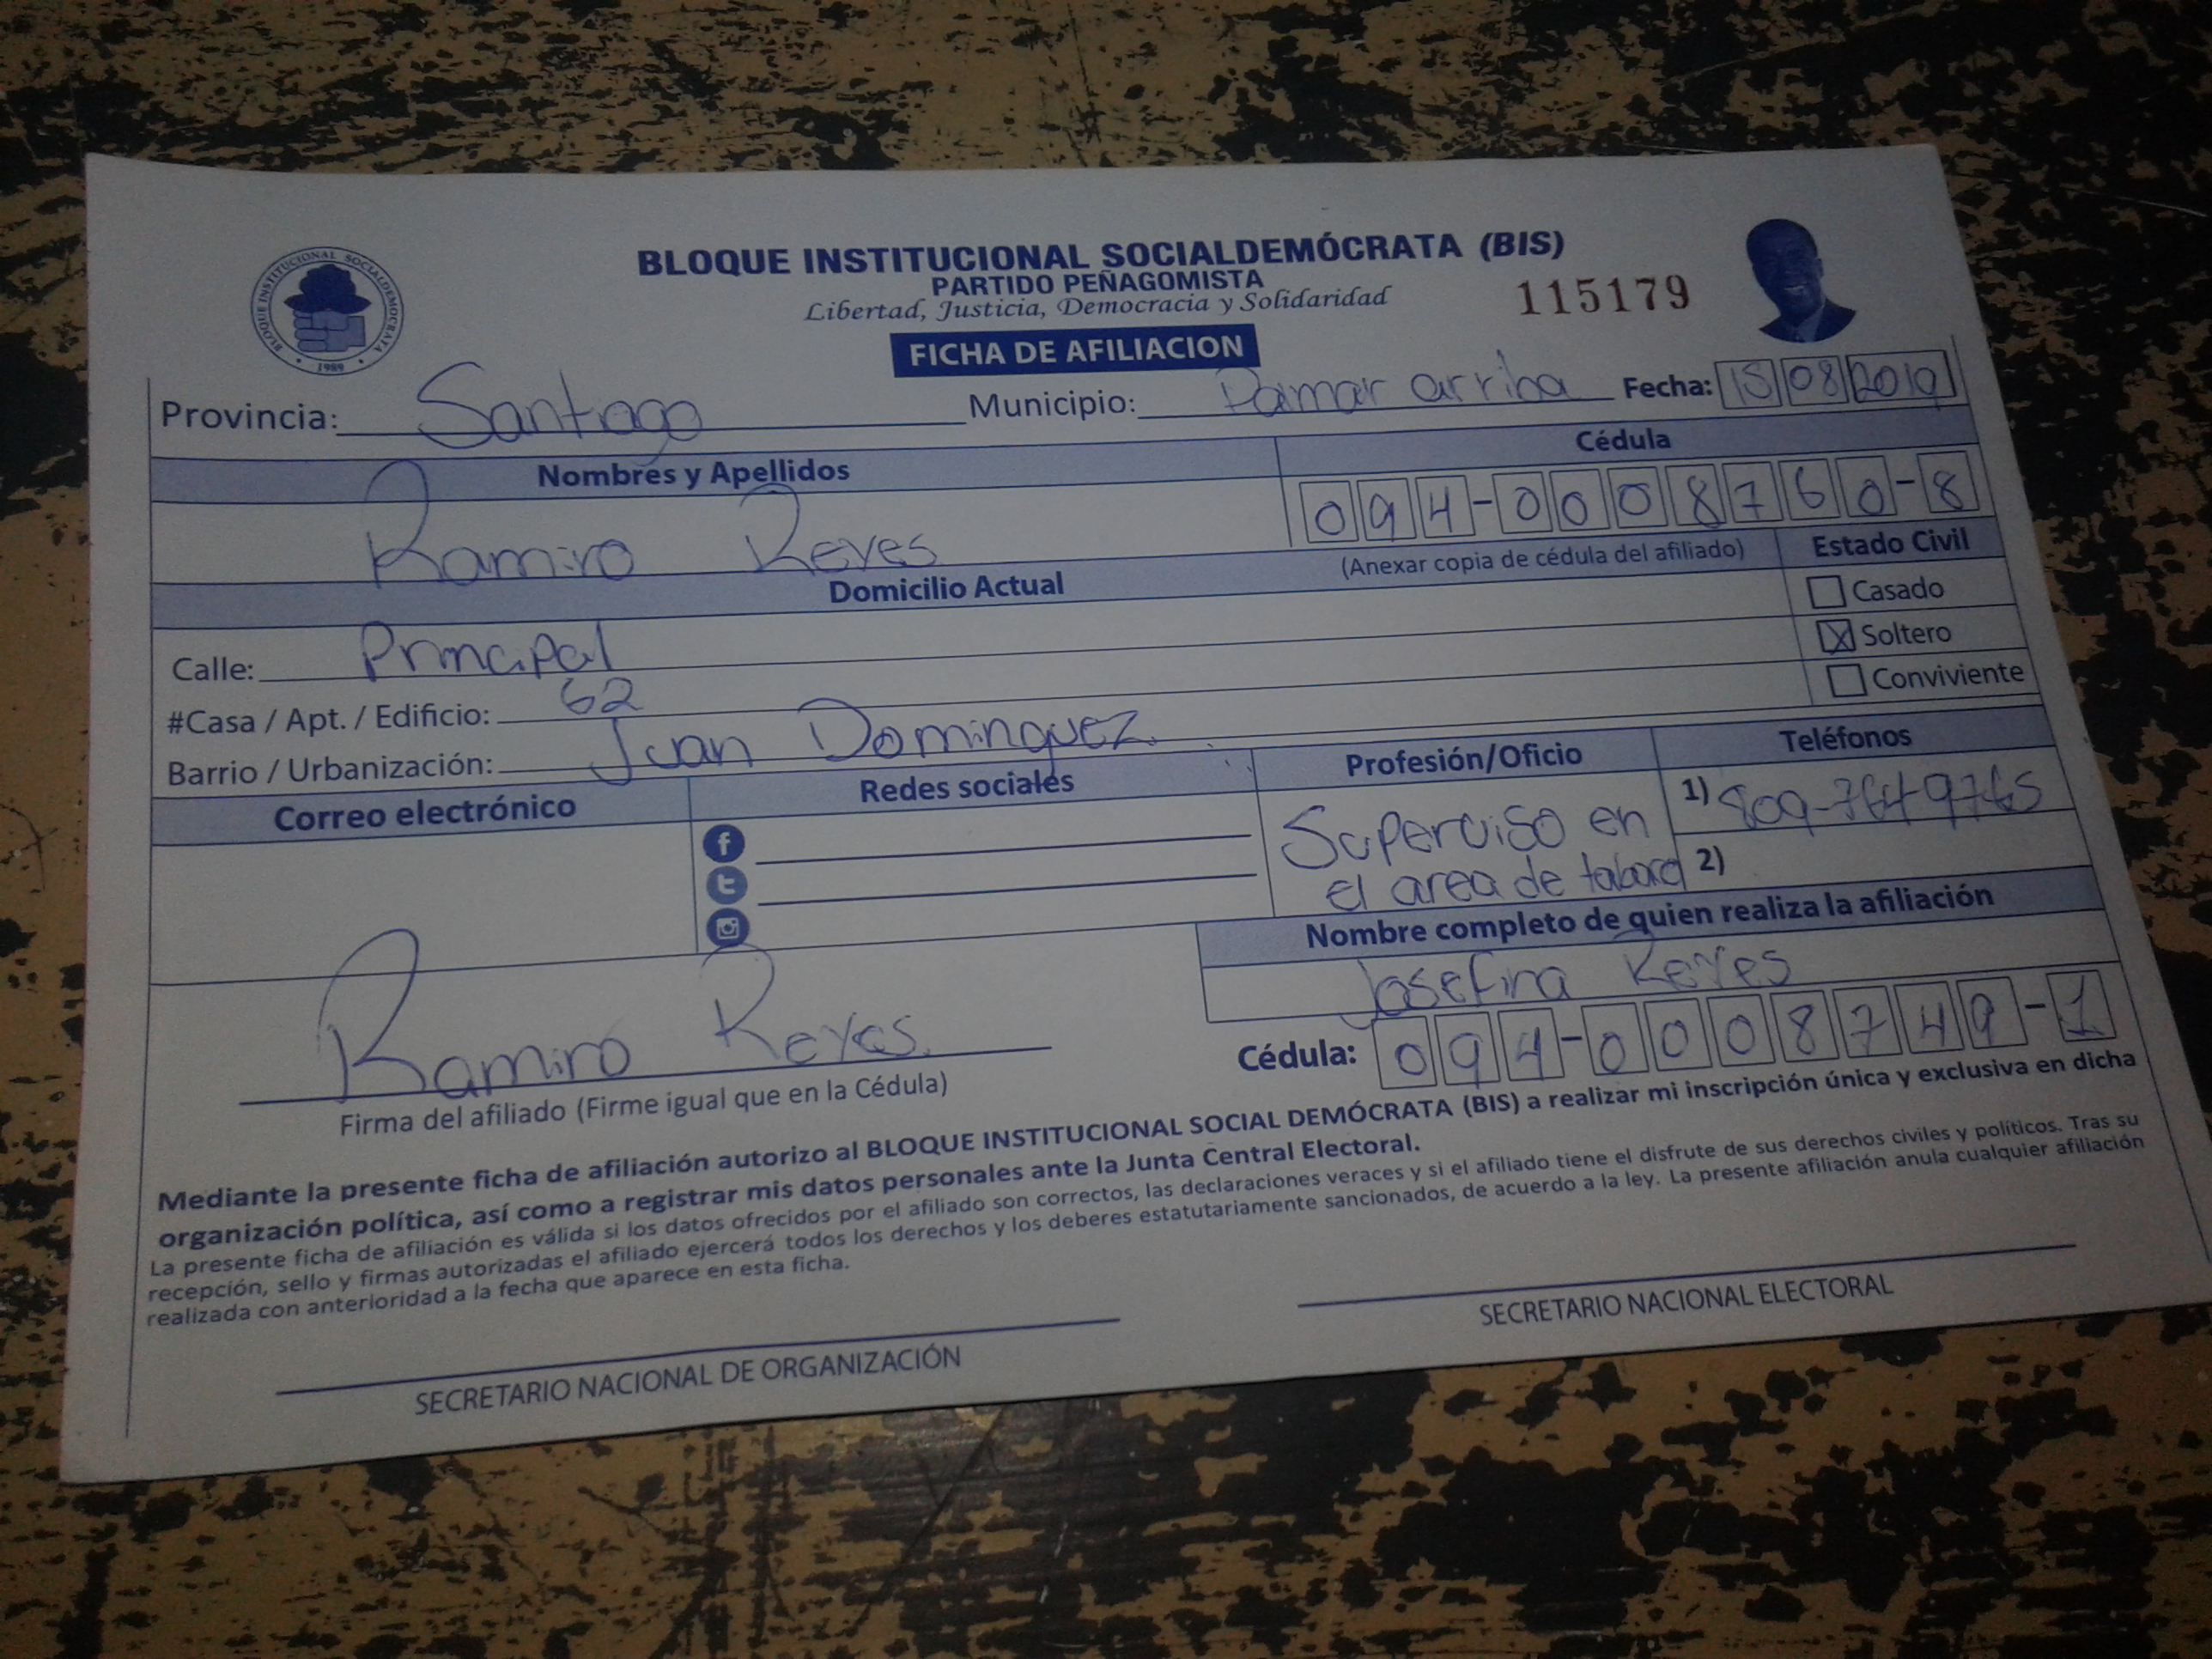 BLOQUE INSTITUCIONAL SOCIALDEMOCRATA
1989
BLOQUE INSTITUCIONAL SOCIALDEMÓCRATA (BIS)
PARTIDO PEÑAGOMISTA
Libertad, Justicia, Democracia y Solidaridad
115179
FICHA DE AFILIACION
Provincia: Santiago Municipio: Palmar arriba Fecha: 15 08 2019
Nombres y Apellidos Cédula
Ramiro Reyes 094-0008760-8
(Anexar copia de cédula del afiliado) Estado Civil
Domicilio Actual
Casado
Calle: Principal
X Soltero
#Casa / Apt. / Edificio: 62
Conviviente
Barrio / Urbanización: Juan Dominguez
Correo electrónico Redes sociales Profesión/Oficio Teléfonos
Superviso en
el area de
1) 809-
2)
Nombre completo de quien realiza la afiliación
Josefina Reyes
Cédula: 094-0008749-1
Ramiro Reyes
Firma del afiliado (Firme igual que en la Cédula)
Mediante la presente ficha de afiliación autorizo al BLOQUE INSTITUCIONAL SOCIAL DEMÓCRATA (BIS) a realizar mi inscripción única y exclusiva en dicha
organización política, así como a registrar mis datos personales ante la Junta Central Electoral.
La presente ficha de afiliación es válida si los datos ofrecidos por el afiliado son correctos, las declaraciones veraces y si el afiliado tiene el disfrute de sus derechos civiles y políticos. Tras su
recepción, sello y firmas autorizadas el afiliado ejercerá todos los derechos y los deberes estatutariamente sancionados, de acuerdo a la ley. La presente afiliación anula cualquier afiliación
realizada con anterioridad a la fecha que aparece en esta ficha.
SECRETARIO NACIONAL DE ORGANIZACIÓN
SECRETARIO NACIONAL ELECTORAL